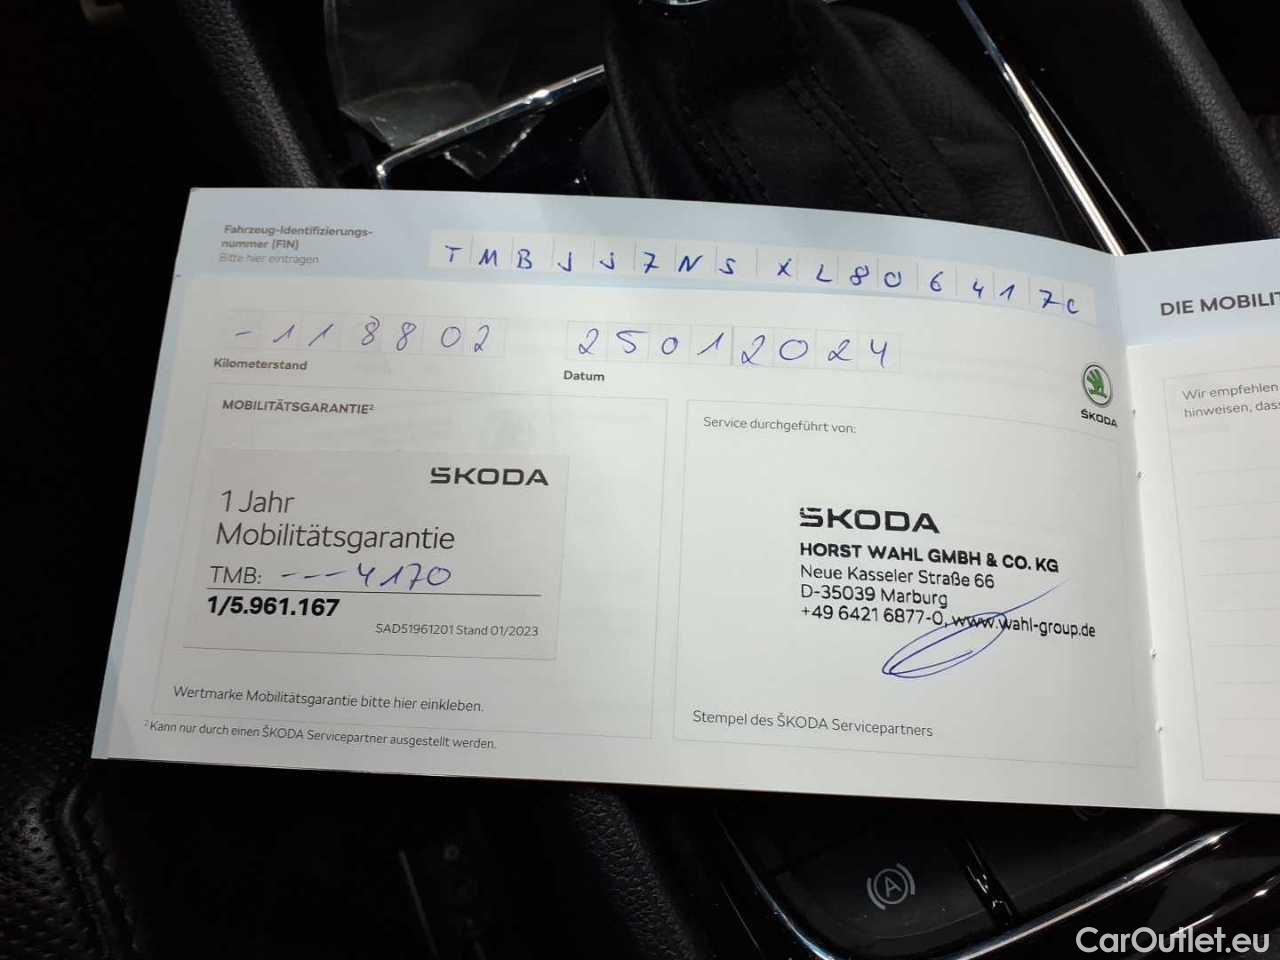 Fahrzeug-Identifizierungs-
nummer (FIN)
Bitte hier eintragen
TMBJJ7NSXL806417C
-118802
25012024
Kilometerstand
Datum
ŠKODA
MOBILITÄTSGARANTIE²
ŠKODA
1 Jahr
Mobilitätsgarantie
TMB: ---4170
1/5.961.167
SAD51961201 Stand 01/2023
Wertmarke Mobilitätsgarantie bitte hier einkleben.
² Kann nur durch einen ŠKODA Servicepartner ausgestellt werden.
Service durchgeführt von:
ŠKODA
HORST WAHL GMBH & CO. KG
Neue Kasseler Straße 66
D-35039 Marburg
+49 6421 6877-0, www.wahl-group.de
Stempel des ŠKODA Servicepartners
DIE MOBILIT
Wir empfehlen
hinweisen, dass
A
CarOutlet.eu